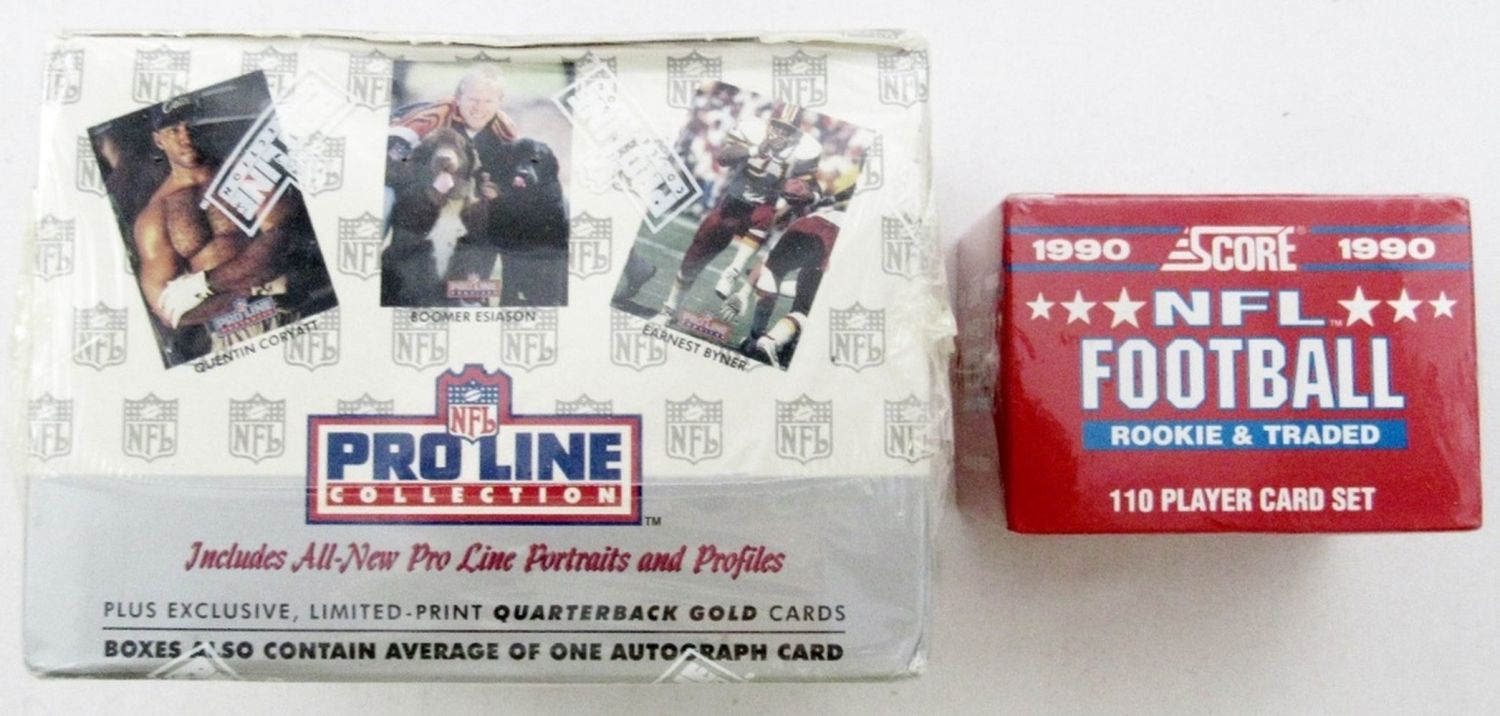 QUENTIN CORYATT
BOOMER ESIASON
EARNEST BYNER
NFL
PRO LINE
COLLECTION
TM
Includes All-New Pro Line Portraits and Profiles
PLUS EXCLUSIVE, LIMITED-PRINT QUARTERBACK GOLD CARDS
BOXES ALSO CONTAIN AVERAGE OF ONE AUTOGRAPH CARD
1990 SCORE® 1990
NFL™
FOOTBALL
ROOKIE & TRADED
110 PLAYER CARD SET